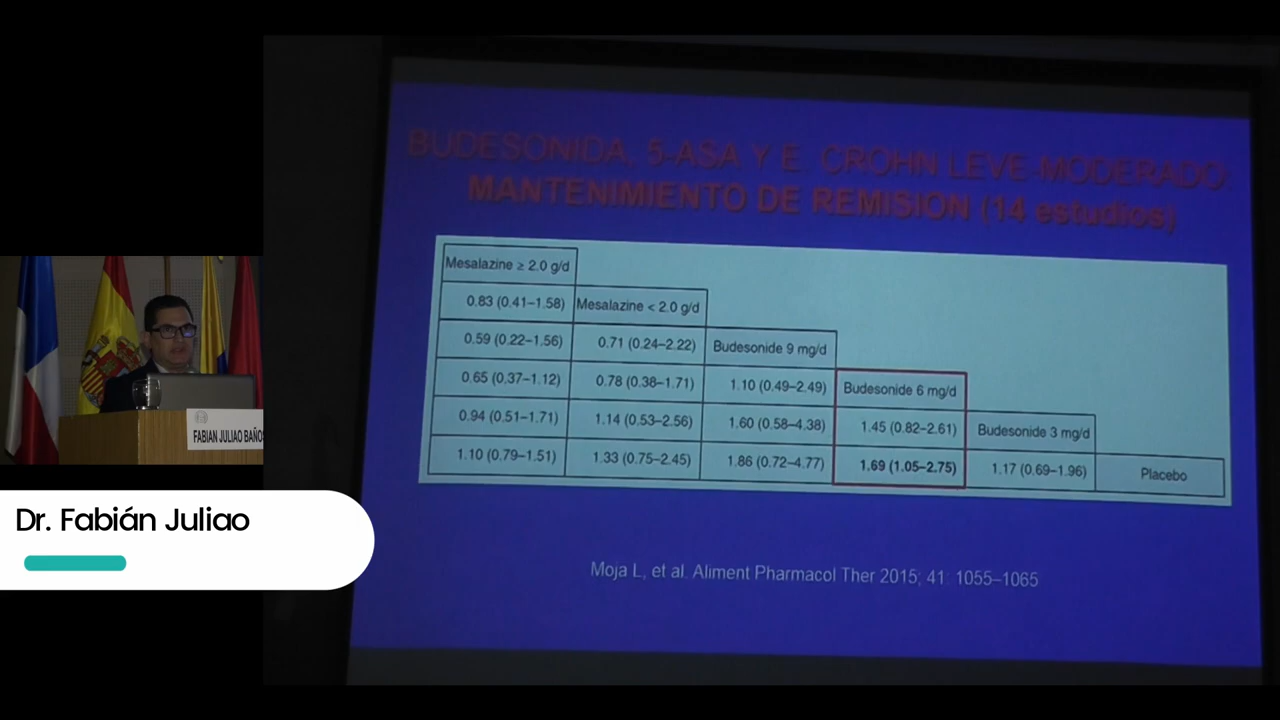 BUDESONIDA, 5-ASA Y E. CROHN LEVE-MODERADO:
MANTENIMIENTO DE REMISION (14 estudios)
Mesalazine ≥ 2.0 g/d
0.83 (0.41–1.58) Mesalazine < 2.0 g/d
0.59 (0.22–1.56) 0.71 (0.24–2.22) Budesonide 9 mg/d
0.65 (0.37–1.12) 0.78 (0.38–1.71) 1.10 (0.49–2.49) Budesonide 6 mg/d
0.94 (0.51–1.71) 1.14 (0.53–2.56) 1.60 (0.58–4.38) 1.45 (0.82–2.61) Budesonide 3 mg/d
1.10 (0.79–1.51) 1.33 (0.75–2.45) 1.86 (0.72–4.77) 1.69 (1.05–2.75) 1.17 (0.69–1.96) Placebo
Moja L, et al. Aliment Pharmacol Ther 2015; 41: 1055–1065
FABIAN JULIAO BAÑOS
Dr. Fabián Juliao